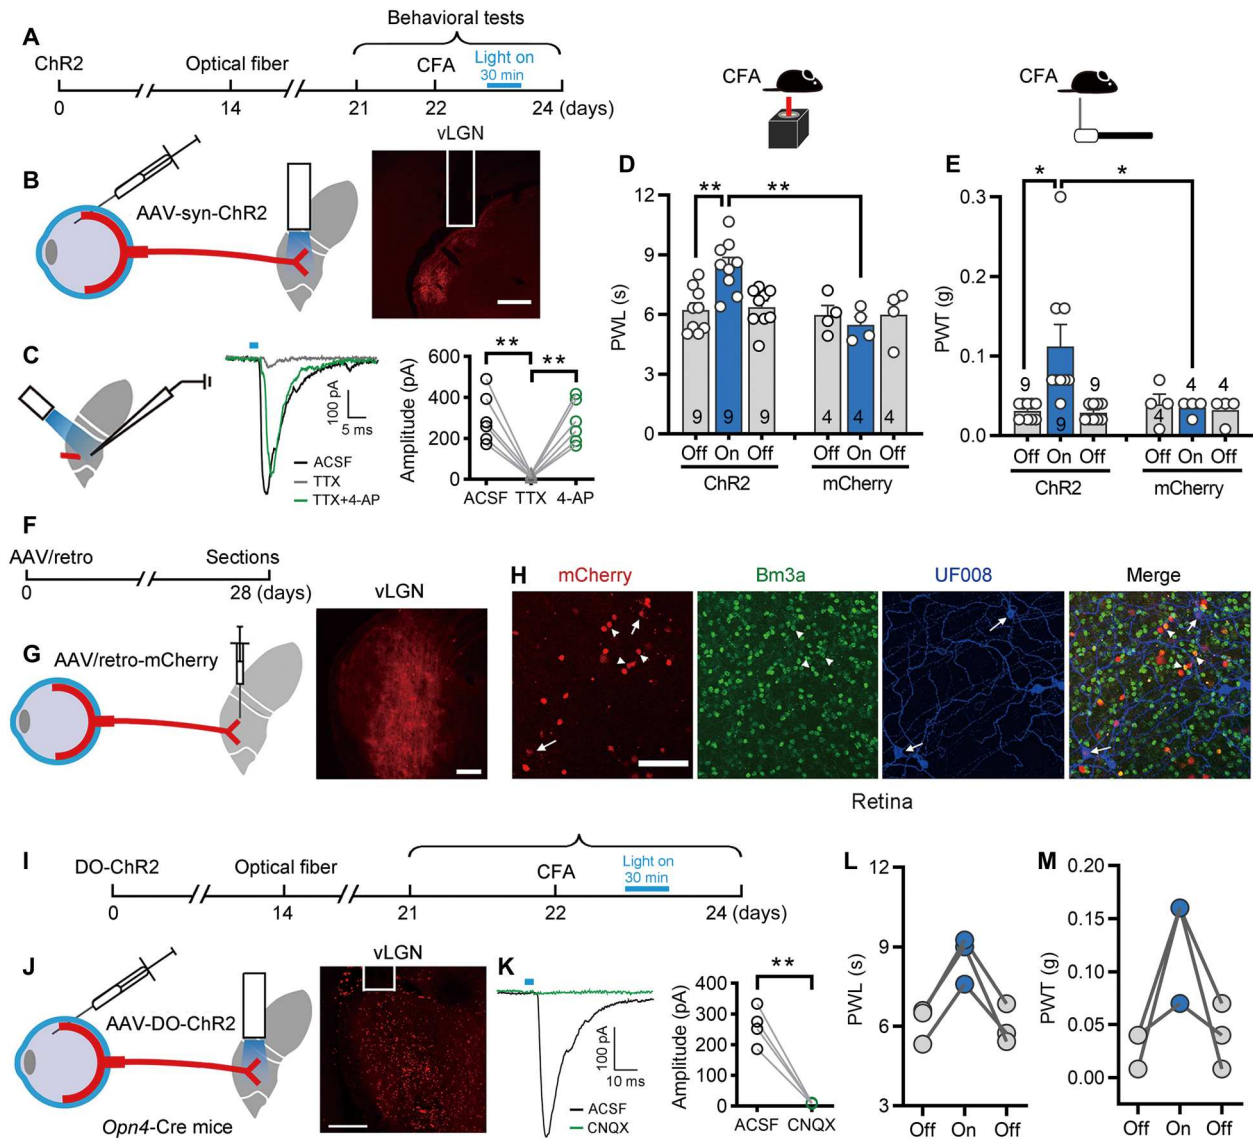 A
Behavioral tests
ChR2
Optical fiber
CFA
Light on
30 min
0
14
21
22
24 (days)
B
AAV-syn-ChR2
vLGN
C
100 pA
5 ms
ACSF
TTX
TTX+4-AP
Amplitude (pA)
600
400
200
0
** **
ACSF TTX 4-AP
CFA
D
PWL (s)
12
9
6
3
0
** **
9 9 9 4 4 4
Off On Off Off On Off
ChR2 mCherry
CFA
E
PWT (g)
0.3
0.2
0.1
0.0
* *
9 9 9 4 4 4
Off On Off Off On Off
ChR2 mCherry
F
AAV/retro Sections
0 28 (days)
G
AAV/retro-mCherry
vLGN
H
mCherry Bm3a UF008 Merge
Retina
I
DO-ChR2
Optical fiber
CFA
Light on
30 min
0
14
21
22
24 (days)
J
AAV-DO-ChR2
Opn4-Cre mice
vLGN
K
100 pA
10 ms
ACSF
CNQX
Amplitude (pA)
400
300
200
100
0
**
ACSF CNQX
L
PWL (s)
12
9
6
3
Off On Off
M
PWT (g)
0.20
0.15
0.10
0.05
0.00
Off On Off